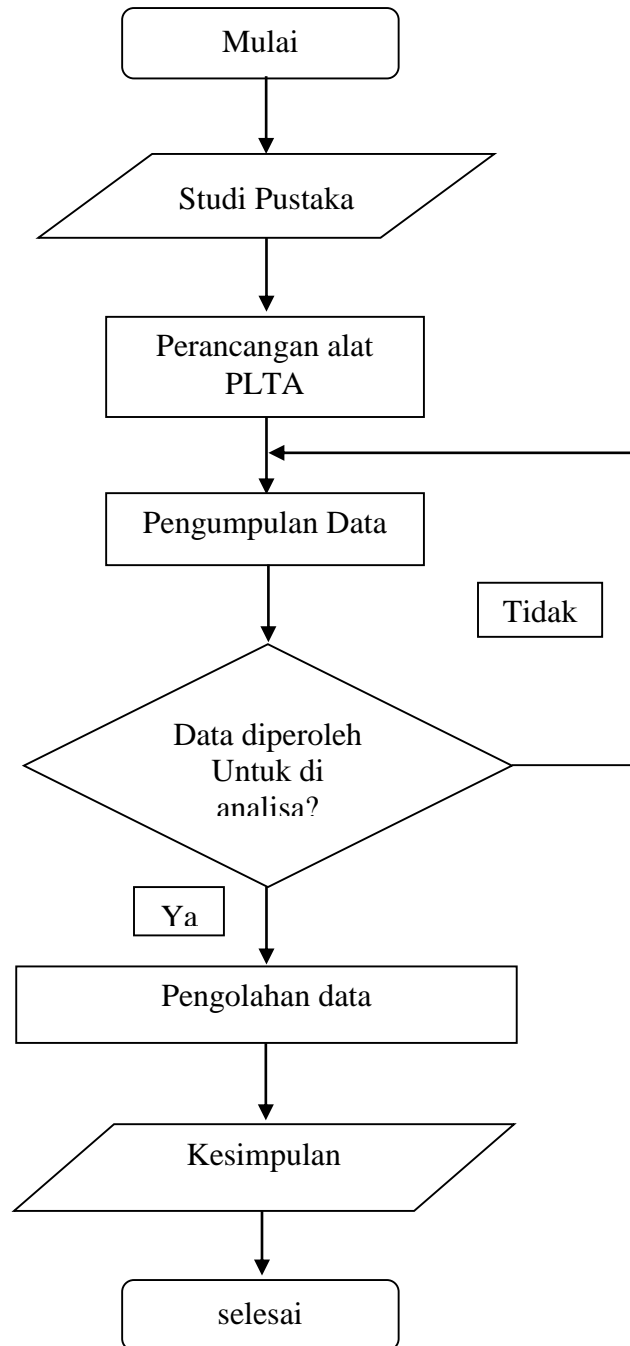 Mulai
Studi Pustaka
Perancangan alat
PLTA
Pengumpulan Data
Tidak
Data diperoleh
Untuk di
analisa?
Ya
Pengolahan data
Kesimpulan
selesai